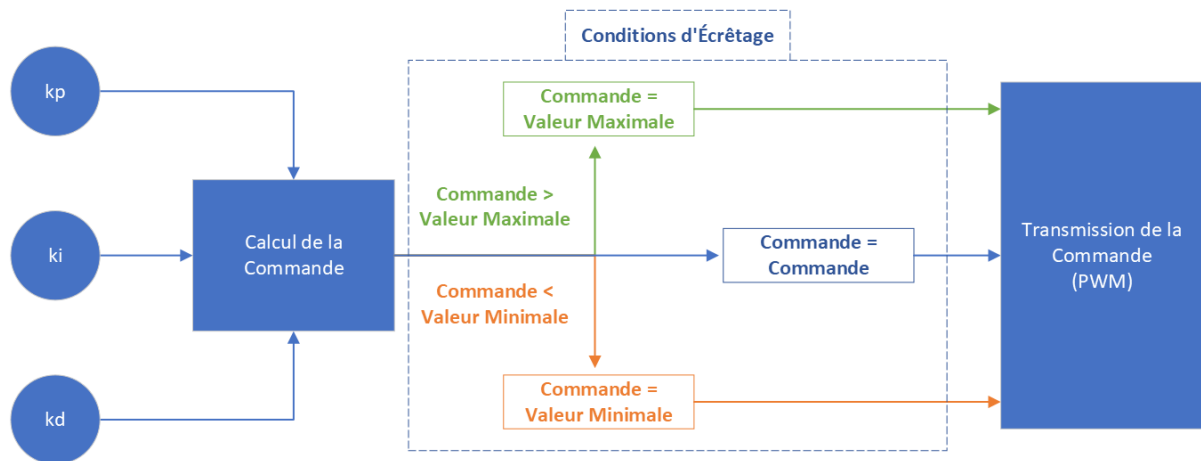 Conditions d'Écrêtage
kp
Commande =
Valeur Maximale
Commande >
Valeur Maximale
ki
Calcul de la
Commande
Commande =
Commande
Transmission de la
Commande
(PWM)
Commande <
Valeur Minimale
kd
Commande =
Valeur Minimale